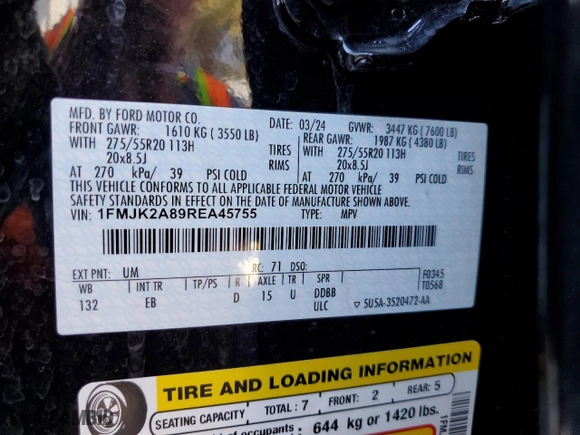 MFD. BY FORD MOTOR CO.
DATE: 03/24 GVWR: 3447 KG ( 7600 LB)
FRONT GAWR: 1610 KG ( 3550 LB) REAR GAWR: 1987 KG ( 4380 LB)
WITH 275/55R20 113H TIRES WITH 275/55R20 113H TIRES
20x8.5J RIMS 20x8.5J RIMS
AT 270 kPa/ 39 PSI COLD AT 270 kPa/ 39 PSI COLD
THIS VEHICLE CONFORMS TO ALL APPLICABLE FEDERAL MOTOR VEHICLE
SAFETY STANDARDS IN EFFECT ON THE DATE OF MANUFACTURE SHOWN ABOVE.
VIN: 1FMJK2A89REA45755 TYPE: MPV
EXT PNT: UM RC: 71 DSO:
WB INT TR TP/PS R AXLE TR SPR F0345
132 EB D 15 U DDBB T0568
ULC ▽ 5U5A-3520472-AA
TIRE AND LOADING INFORMATION
SEATING CAPACITY TOTAL: 7 FRONT: 2 REAR: 5
of occupants: 644 kg or 1420 lbs.
1FM